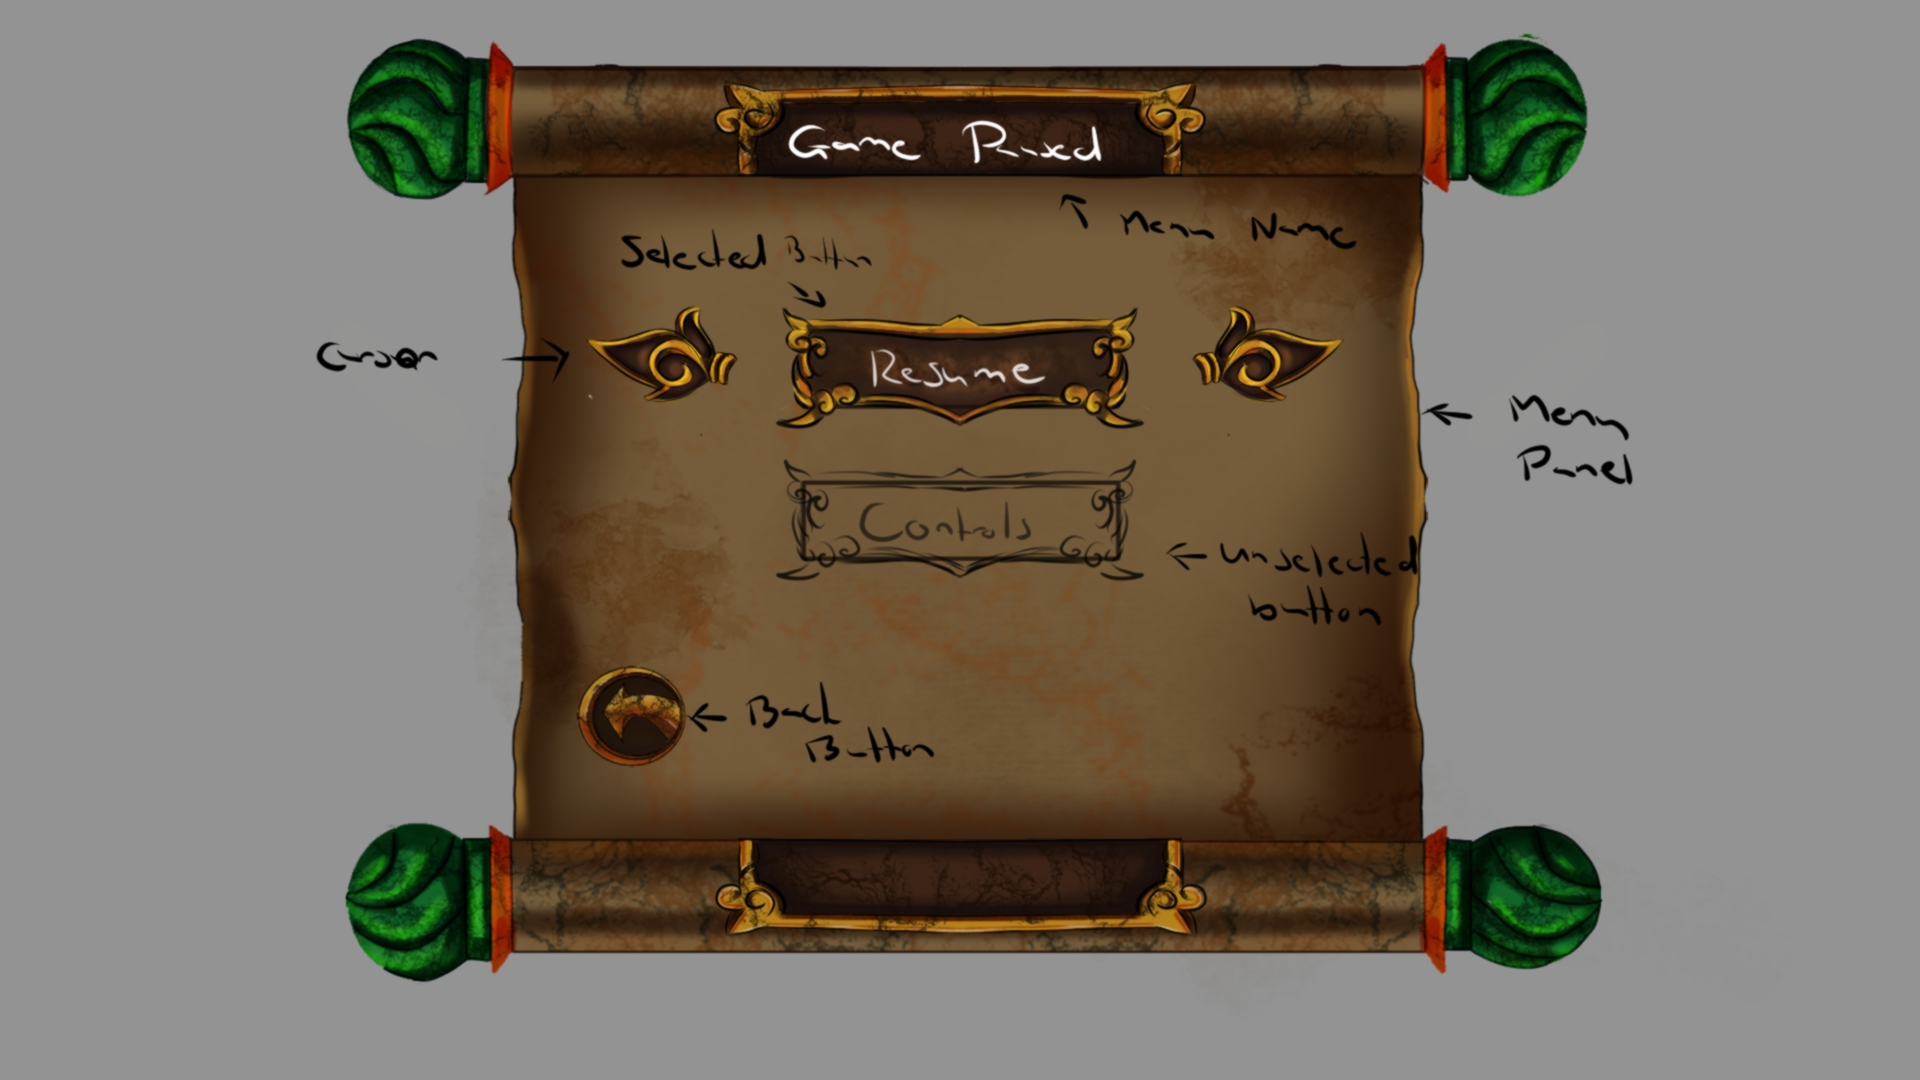 Game Paused
Menu Name
Selected Button
Cursor
Resume
Menu
Panel
Controls
unselected
button
Back
Button